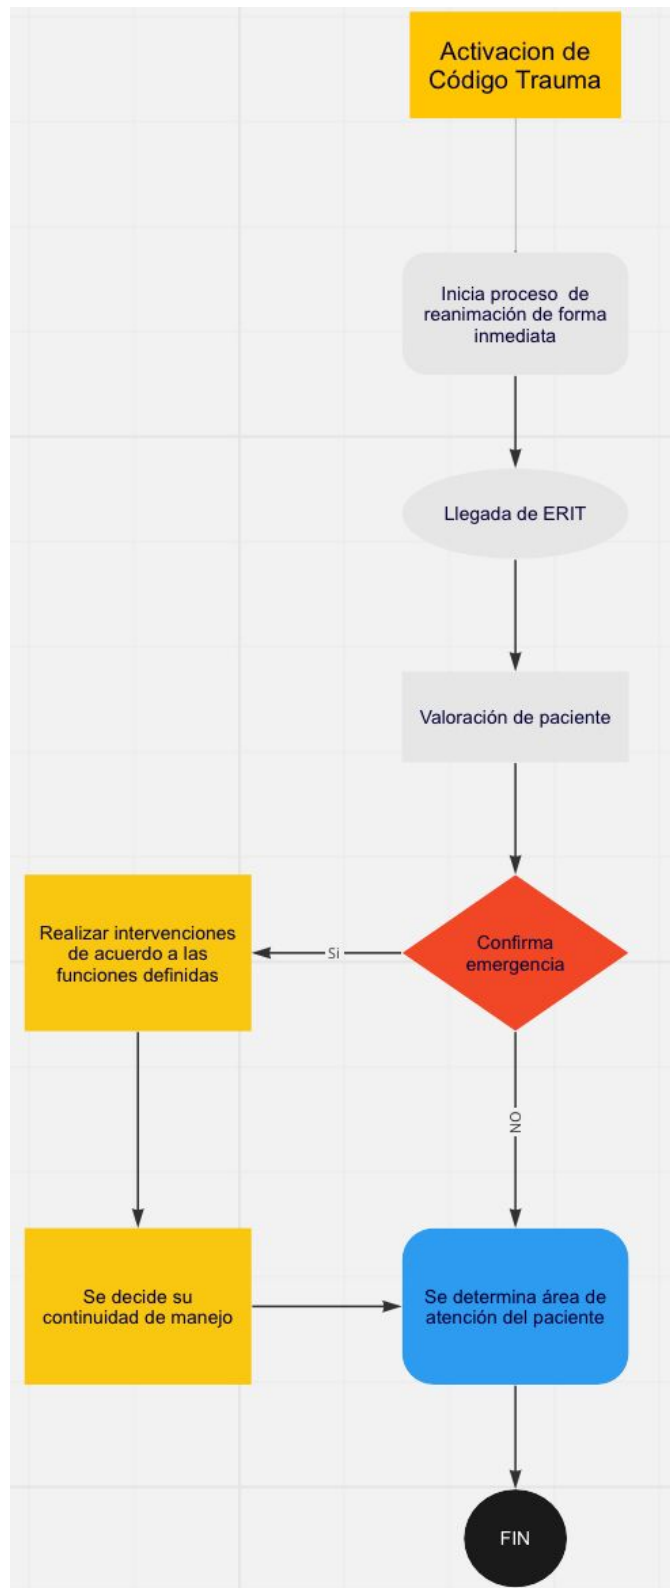 Activacion de
Código Trauma
Inicia proceso de
reanimación de forma
inmediata
Llegada de ERIT
Valoración de paciente
Confirma
emergencia
Si
Realizar intervenciones
de acuerdo a las
funciones definidas
NO
Se decide su
continuidad de manejo
Se determina área de
atención del paciente
FIN